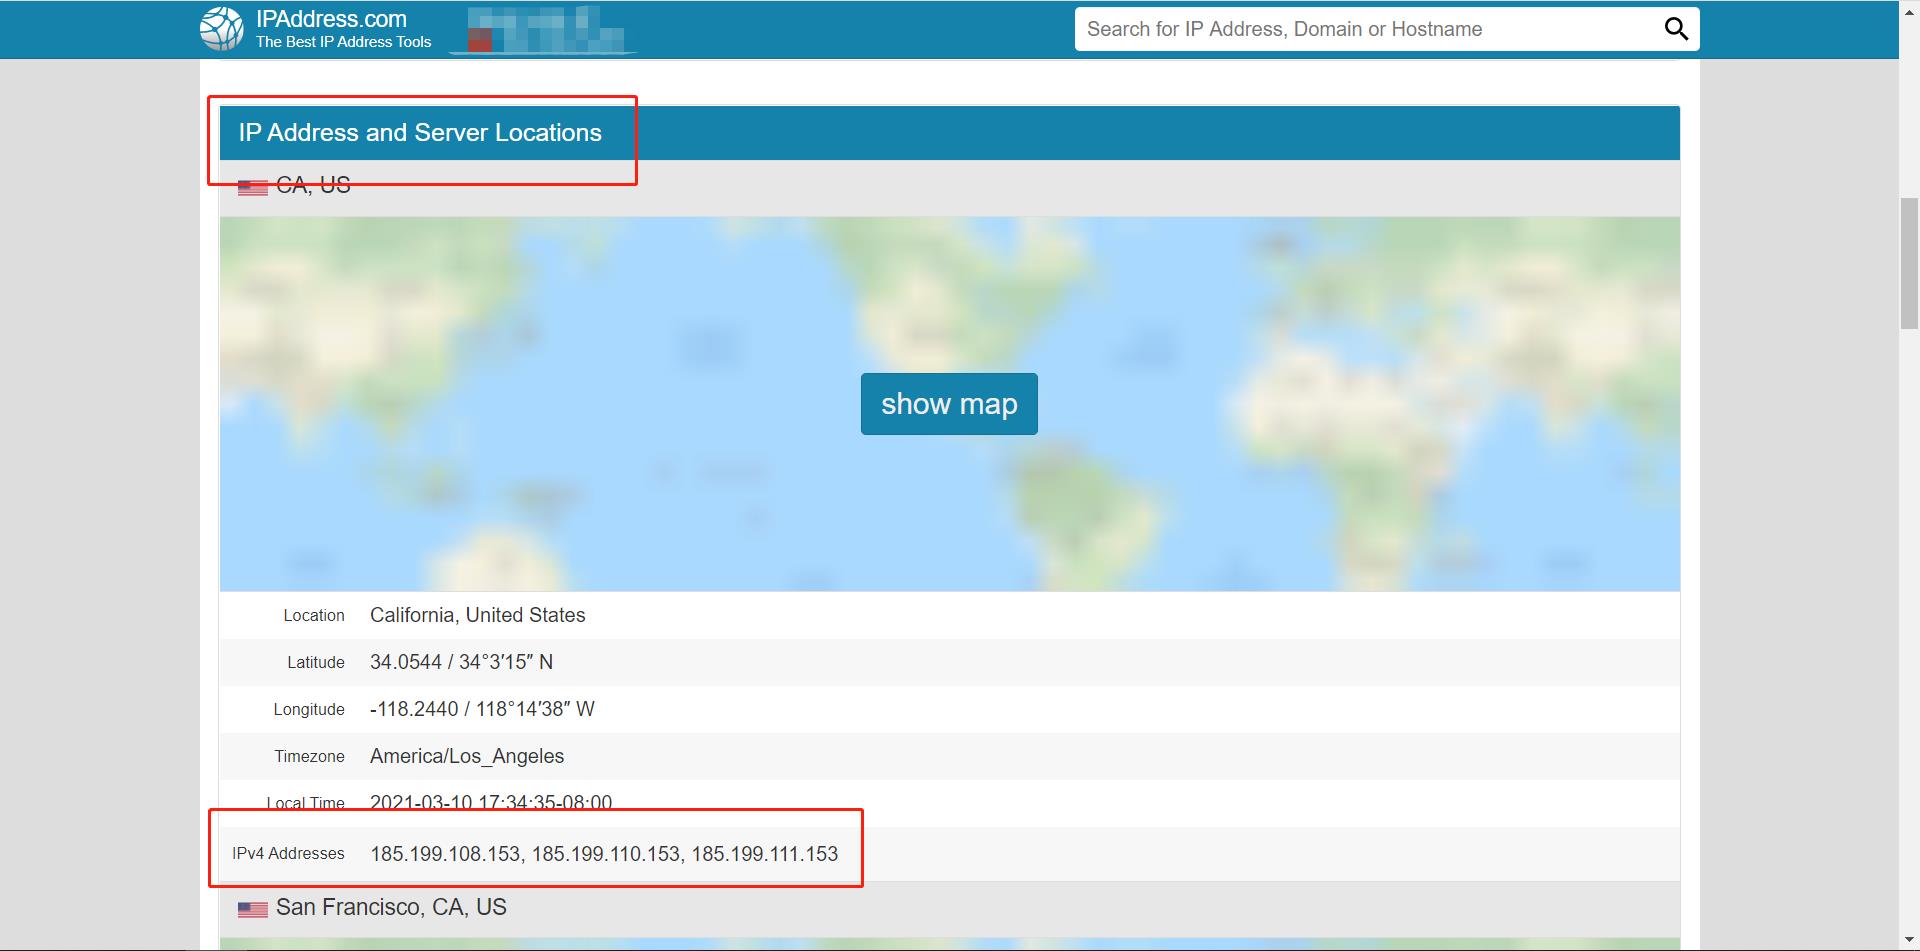 IPAddress.com
The Best IP Address Tools
Search for IP Address, Domain or Hostname
IP Address and Server Locations
CA, US
show map
Location California, United States
Latitude 34.0544 / 34°3′15″ N
Longitude -118.2440 / 118°14′38″ W
Timezone America/Los_Angeles
Local Time 2021-03-10 17:34:35-08:00
IPv4 Addresses 185.199.108.153, 185.199.110.153, 185.199.111.153
San Francisco, CA, US